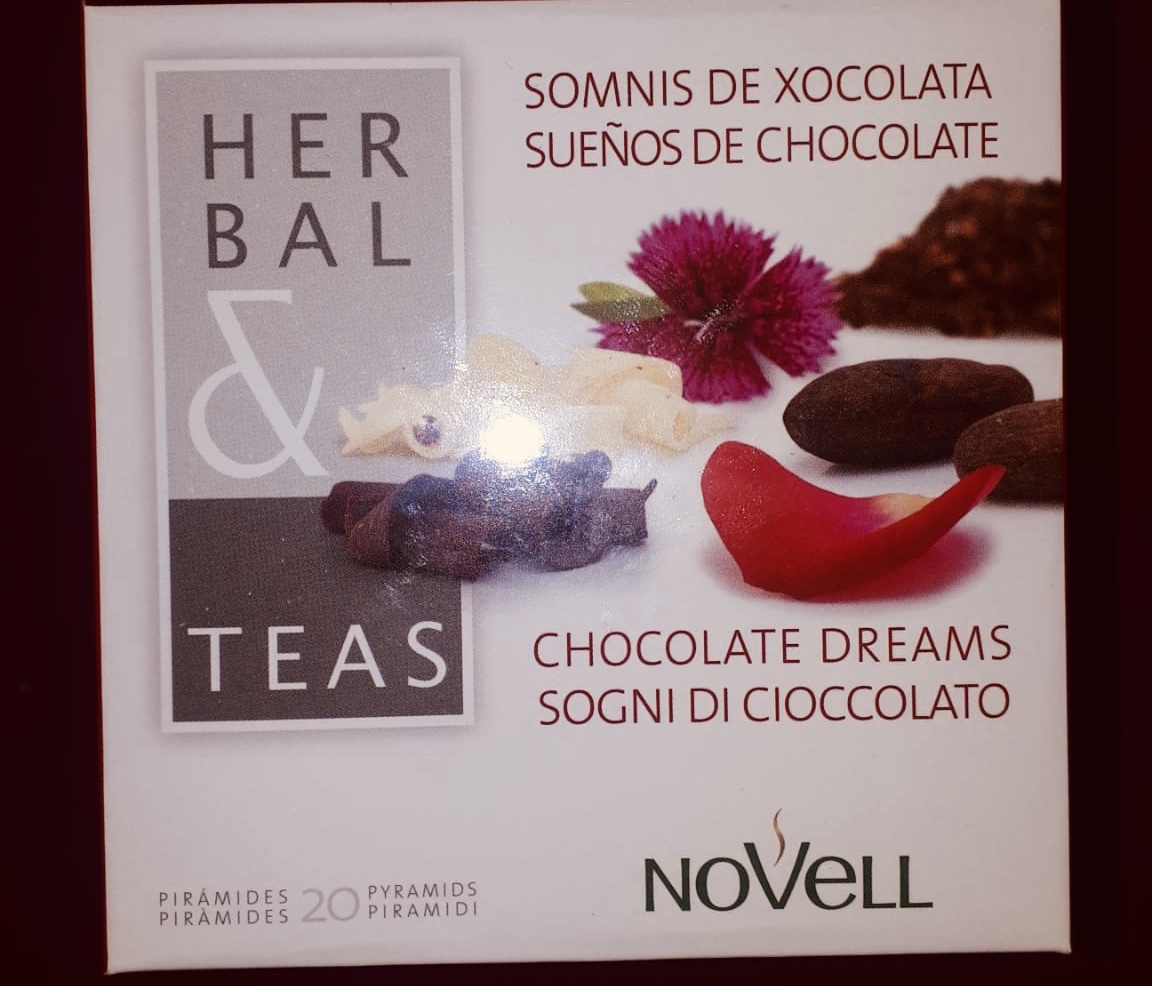 HER
BAL
&
TEAS
SOMNIS DE XOCOLATA
SUEÑOS DE CHOCOLATE
CHOCOLATE DREAMS
SOGNI DI CIOCCOLATO
PIRÁMIDES 20 PYRAMIDS
PIRÀMIDES PIRAMIDI
NOVELL